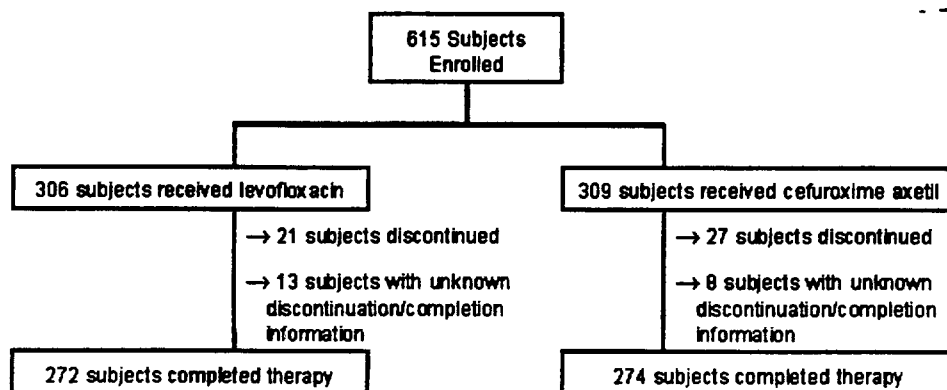 615 Subjects
Enrolled
306 subjects received levofloxacin
309 subjects received cefuroxime axetil
→ 21 subjects discontinued
→ 13 subjects with unknown
discontinuation/completion
information
→ 27 subjects discontinued
→ 8 subjects with unknown
discontinuation/completion
information
272 subjects completed therapy
274 subjects completed therapy